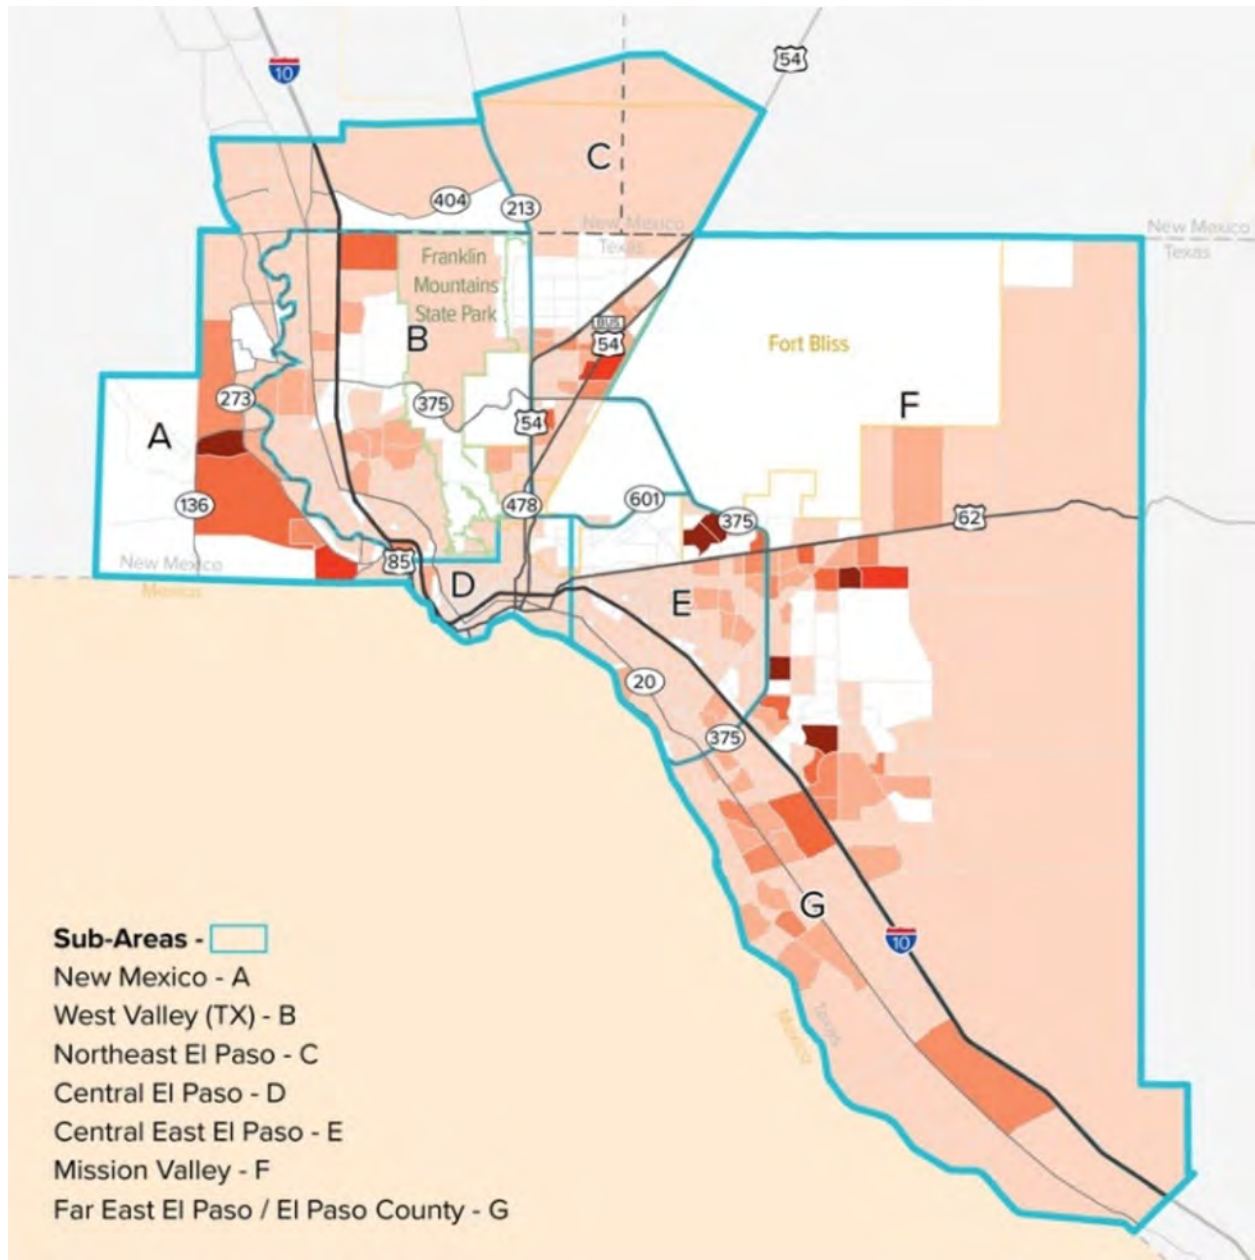 54
10
C
404
213
New Mexico
Texas
New Mexico
Texas
Franklin
Mountains
State Park
BUS
54
B
Fort Bliss
273
375
54
F
A
136
478
601
375
62
New Mexico
Mexico
85
D
E
20
375
G
10
Texas
Mexico
Sub-Areas -
New Mexico - A
West Valley (TX) - B
Northeast El Paso - C
Central El Paso - D
Central East El Paso - E
Mission Valley - F
Far East El Paso / El Paso County - G